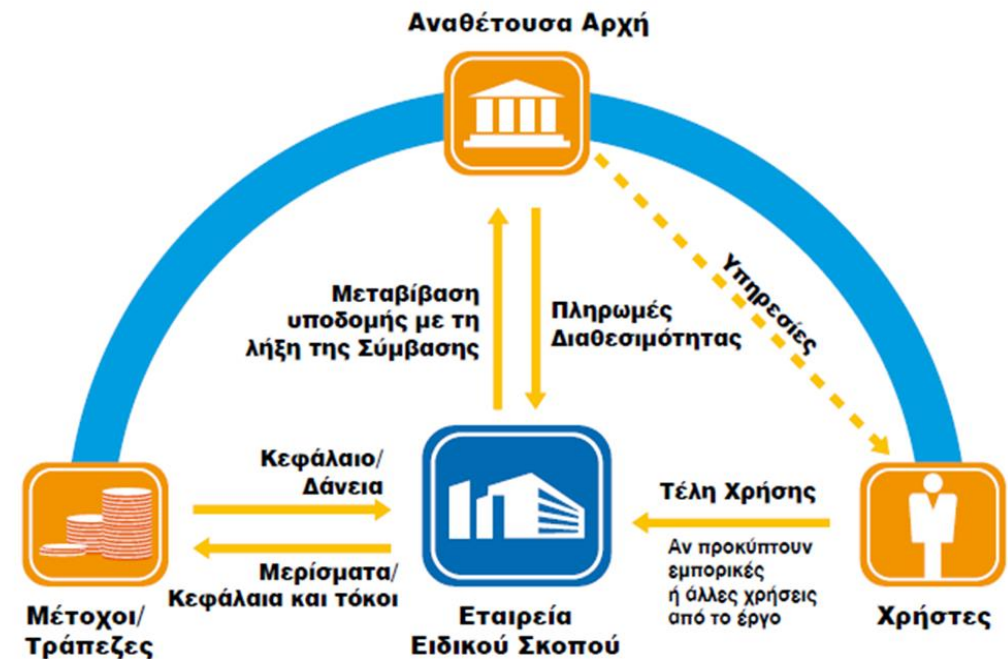 Αναθέτουσα Αρχή
Μεταβίβαση
υποδομής με τη
λήξη της Σύμβασης
Πληρωμές
Διαθεσιμότητας
Υπηρεσίες
Κεφάλαιο/
Δάνεια
Μερίσματα/
Κεφάλαια και τόκοι
Τέλη Χρήσης
Αν προκύπτουν
εμπορικές
ή άλλες χρήσεις
από το έργο
Μέτοχοι/
Τράπεζες
Εταιρεία
Ειδικού Σκοπού
Χρήστες